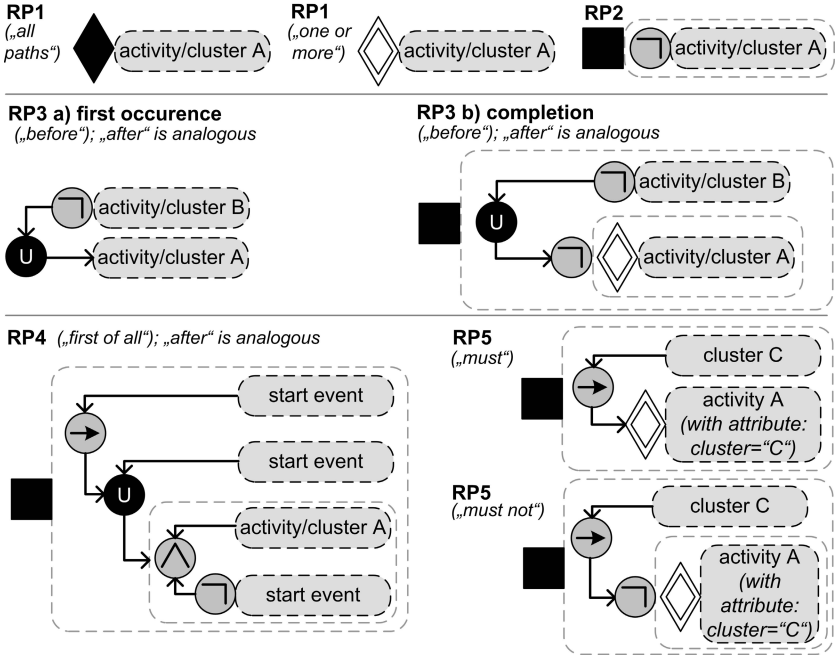 RP1
(„all
paths“)
activity/cluster A
RP1
(„one or
more“)
activity/cluster A
RP2
activity/cluster A
RP3 a) first occurence
(„before“); „after“ is analogous
activity/cluster B
U
activity/cluster A
RP3 b) completion
(„before“); „after“ is analogous
activity/cluster B
U
activity/cluster A
RP4 („first of all“); „after“ is analogous
start event
start event
U
activity/cluster A
start event
RP5
(„must“)
cluster C
activity A
(with attribute:
cluster=“C“)
RP5
(„must not“)
cluster C
activity A
(with
attribute:
cluster=“C“)